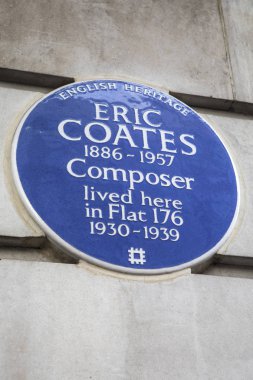 ENGLISH HERITAGE
ERIC
COATES
1886-1957
Composer
lived here
in Flat 176
1930-1939